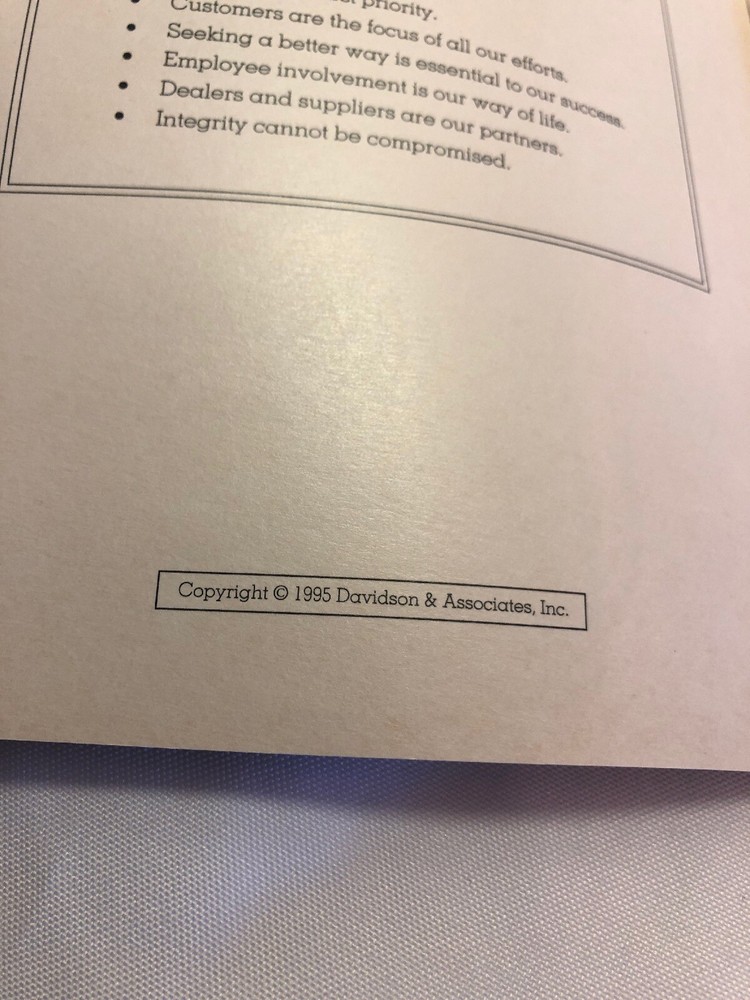 priority.
• Customers are the focus of all our efforts.
• Seeking a better way is essential to our success.
• Employee involvement is our way of life.
• Dealers and suppliers are our partners.
• Integrity cannot be compromised.
Copyright © 1995 Davidson & Associates, Inc.